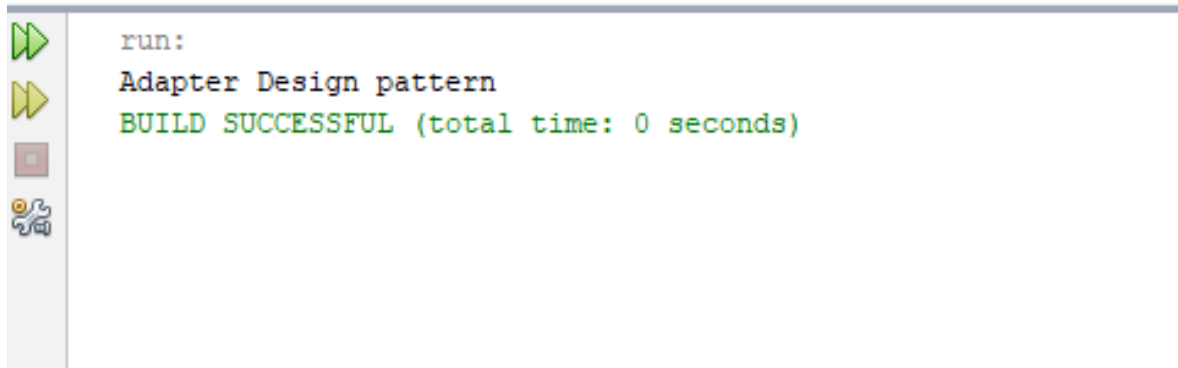 run:
Adapter Design pattern
BUILD SUCCESSFUL (total time: 0 seconds)